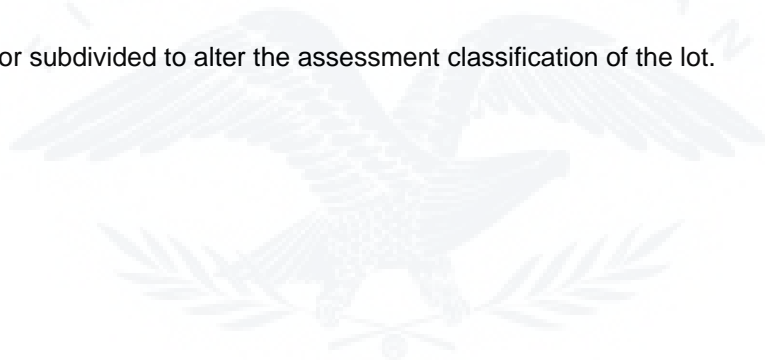 or subdivided to alter the assessment classification of the lot.